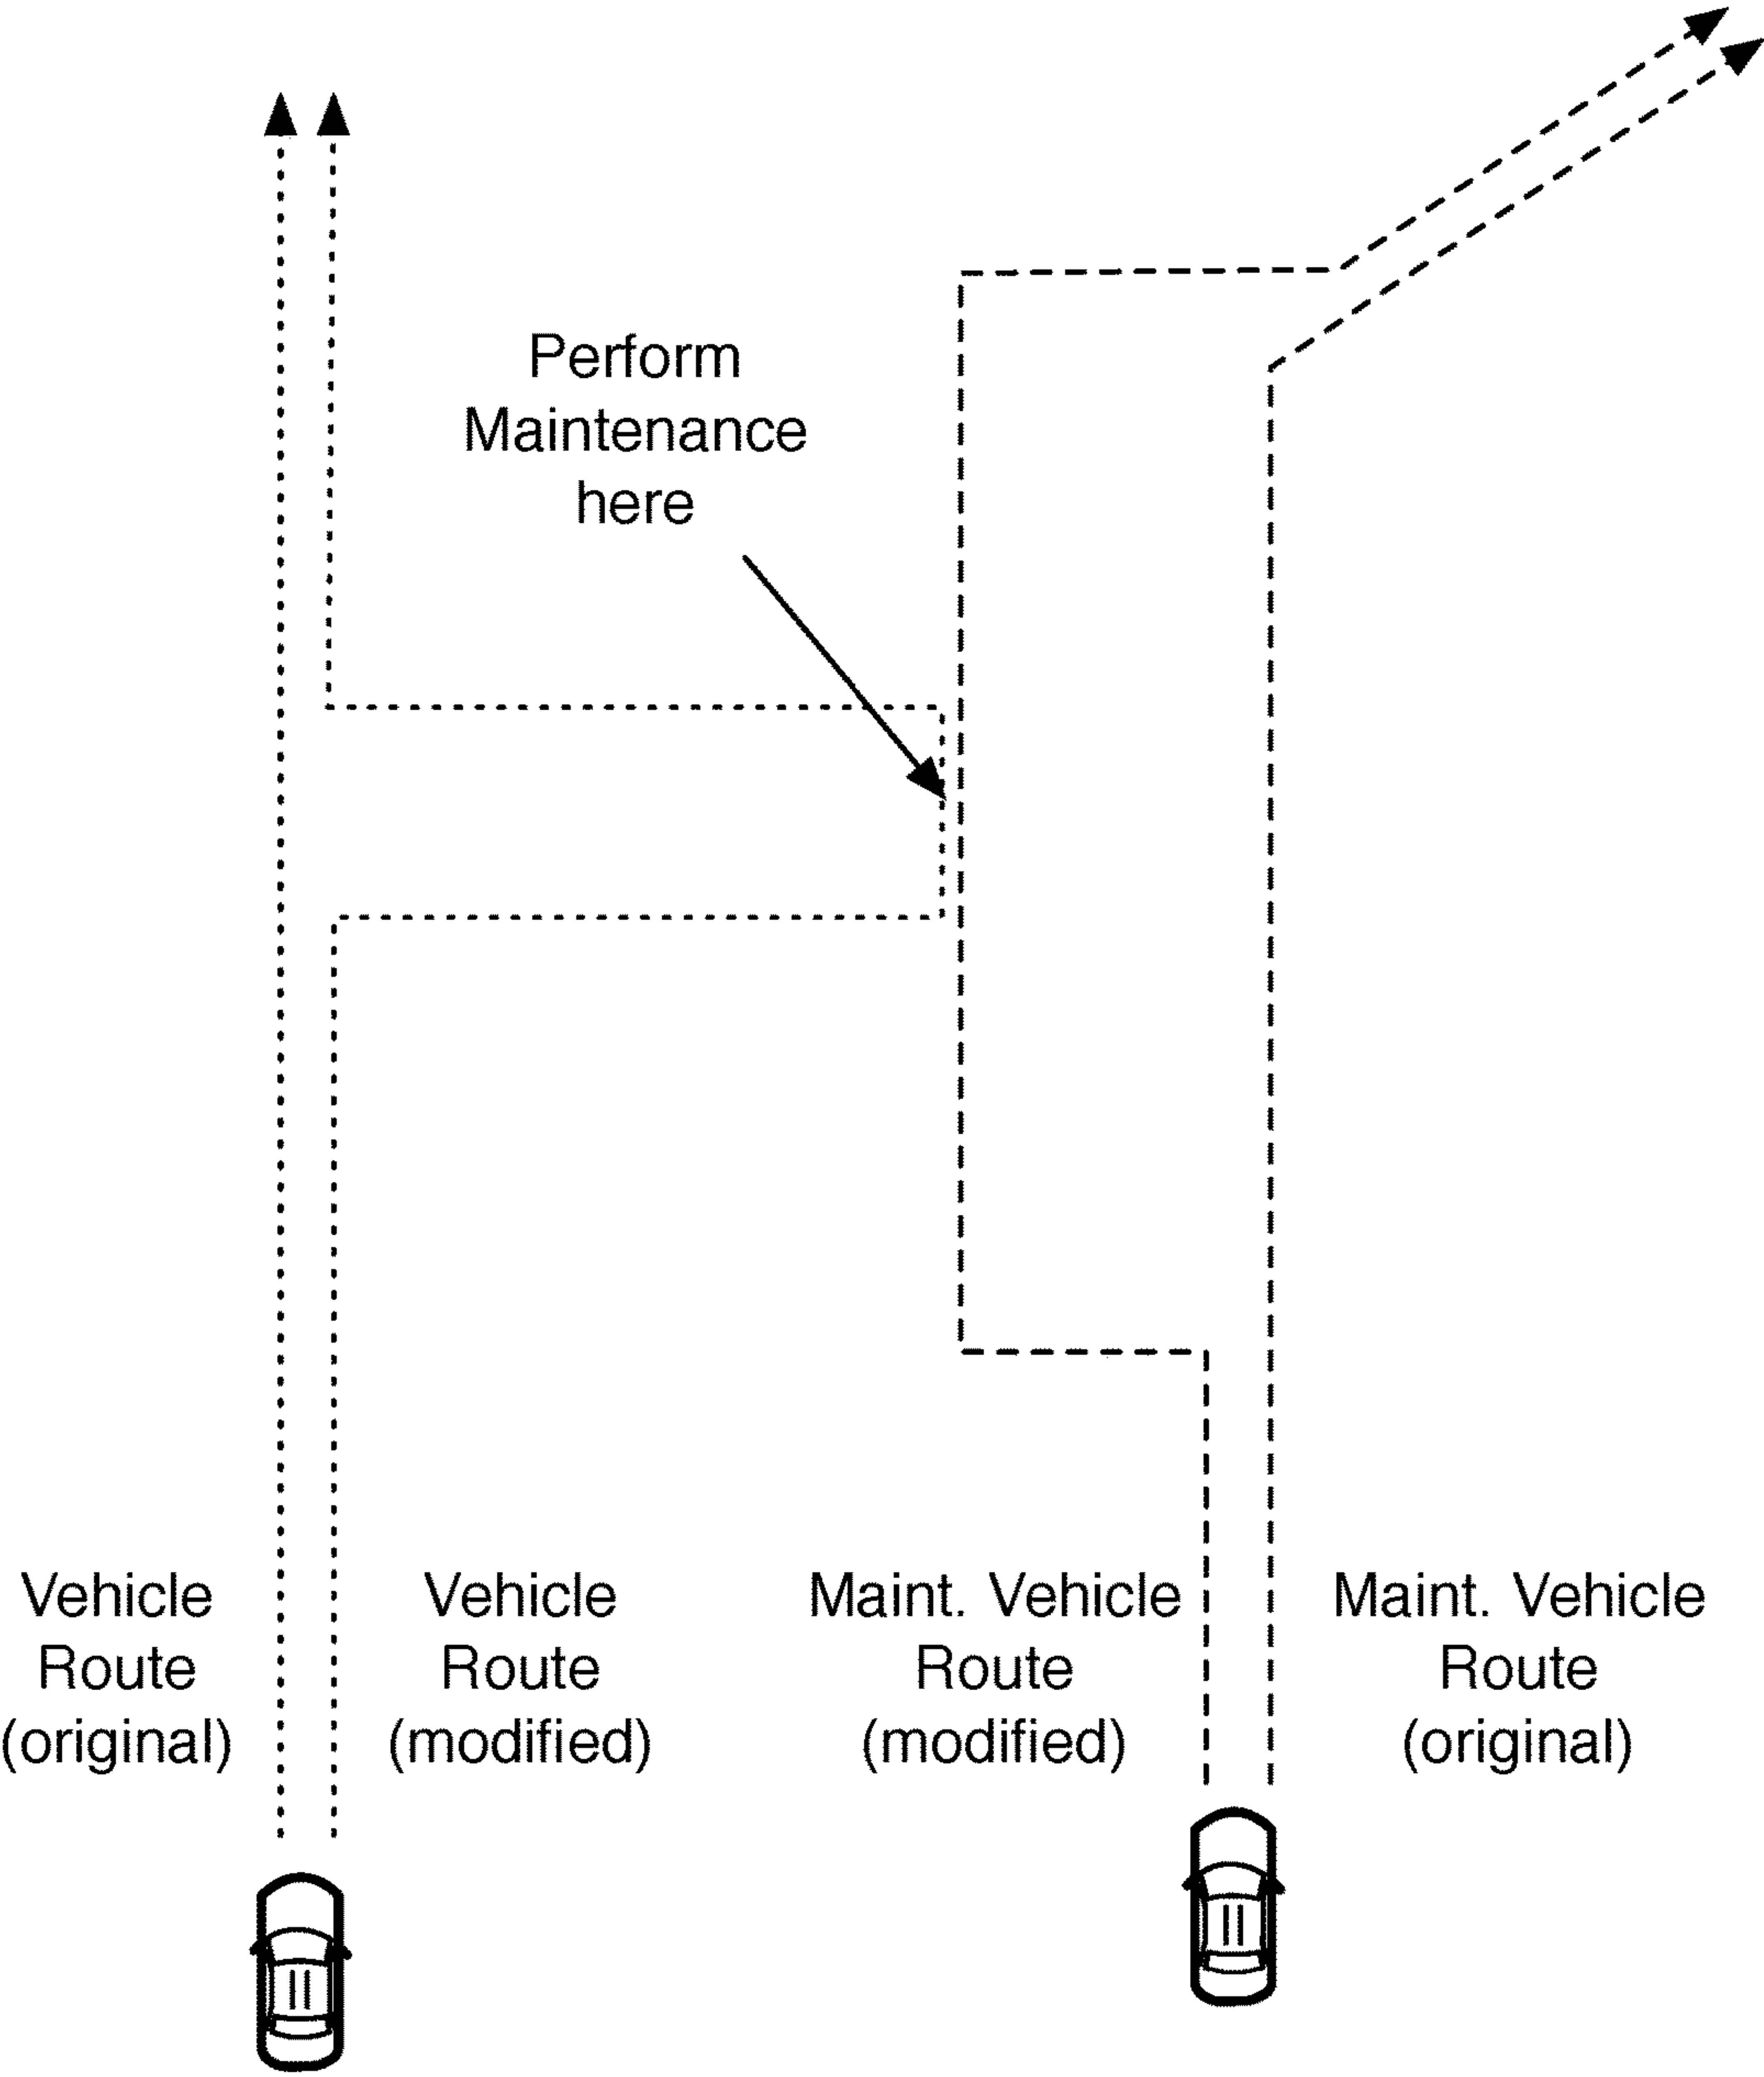 Perform
Maintenance
here
Vehicle
Route
(original)
Vehicle
Route
(modified)
Maint. Vehicle
Route
(modified)
Maint. Vehicle
Route
(original)